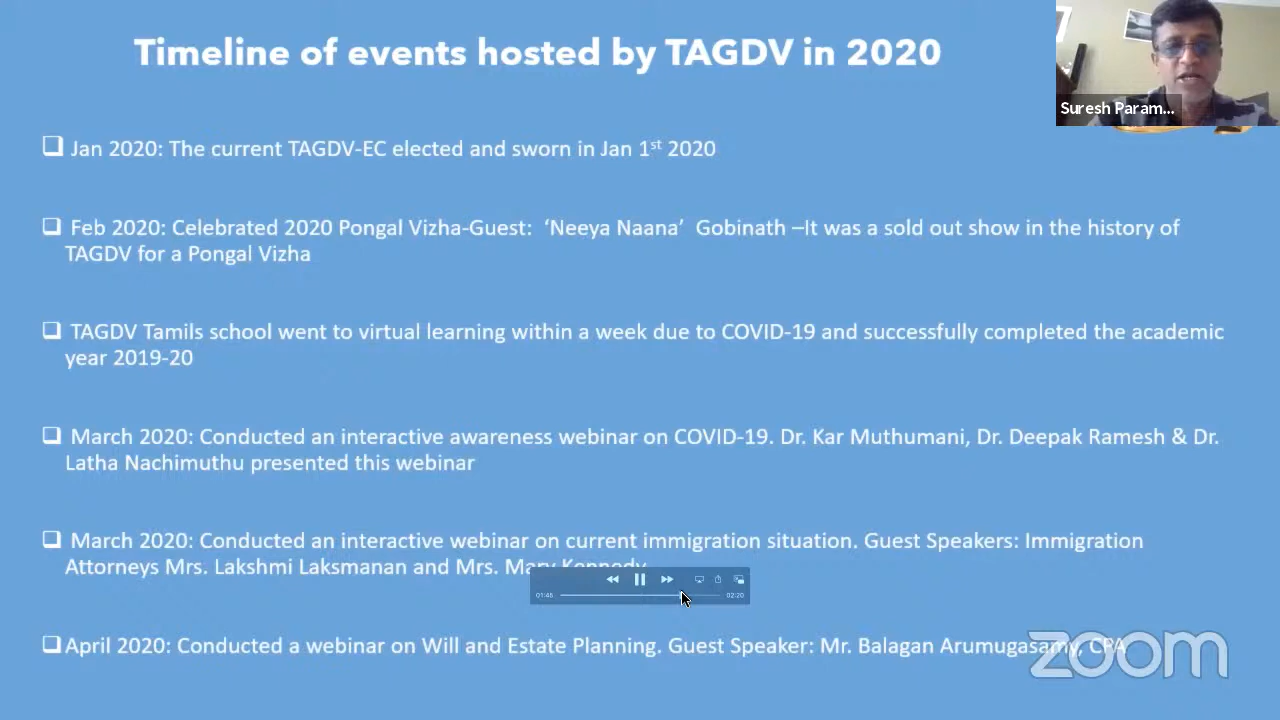 Timeline of events hosted by TAGDV in 2020
Suresh Param...
Jan 2020: The current TAGDV-EC elected and sworn in Jan 1st 2020
Feb 2020: Celebrated 2020 Pongal Vizha-Guest: ‘Neeya Naana’ Gobinath –It was a sold out show in the history of
TAGDV for a Pongal Vizha
TAGDV Tamils school went to virtual learning within a week due to COVID-19 and successfully completed the academic
year 2019-20
March 2020: Conducted an interactive awareness webinar on COVID-19. Dr. Kar Muthumani, Dr. Deepak Ramesh & Dr.
Latha Nachimuthu presented this webinar
March 2020: Conducted an interactive webinar on current immigration situation. Guest Speakers: Immigration
Attorneys Mrs. Lakshmi Laksmanan and Mrs. Mary Kennedy
01:46
02:20
April 2020: Conducted a webinar on Will and Estate Planning. Guest Speaker: Mr. Balagan Arumugasamy, CPA
zoom